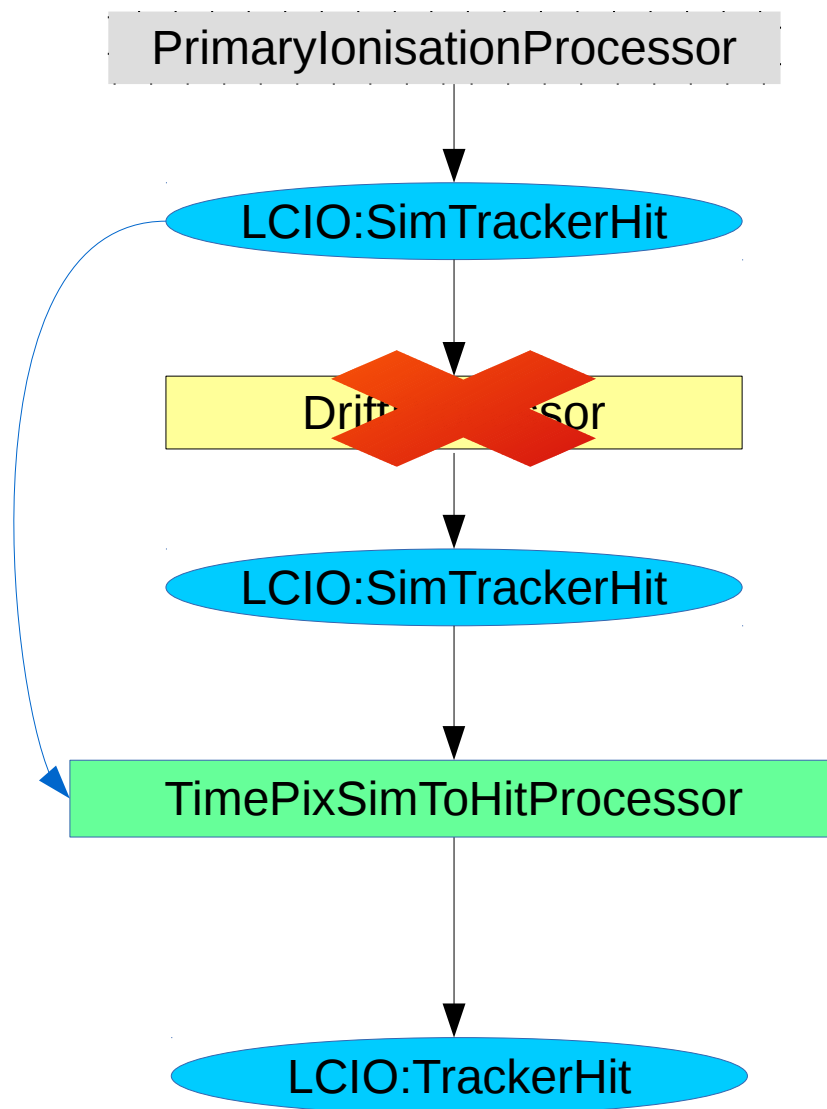 PrimaryIonisationProcessor
LCIO:SimTrackerHit
LCIO:SimTrackerHit
TimePixSimToHitProcessor
LCIO:TrackerHit